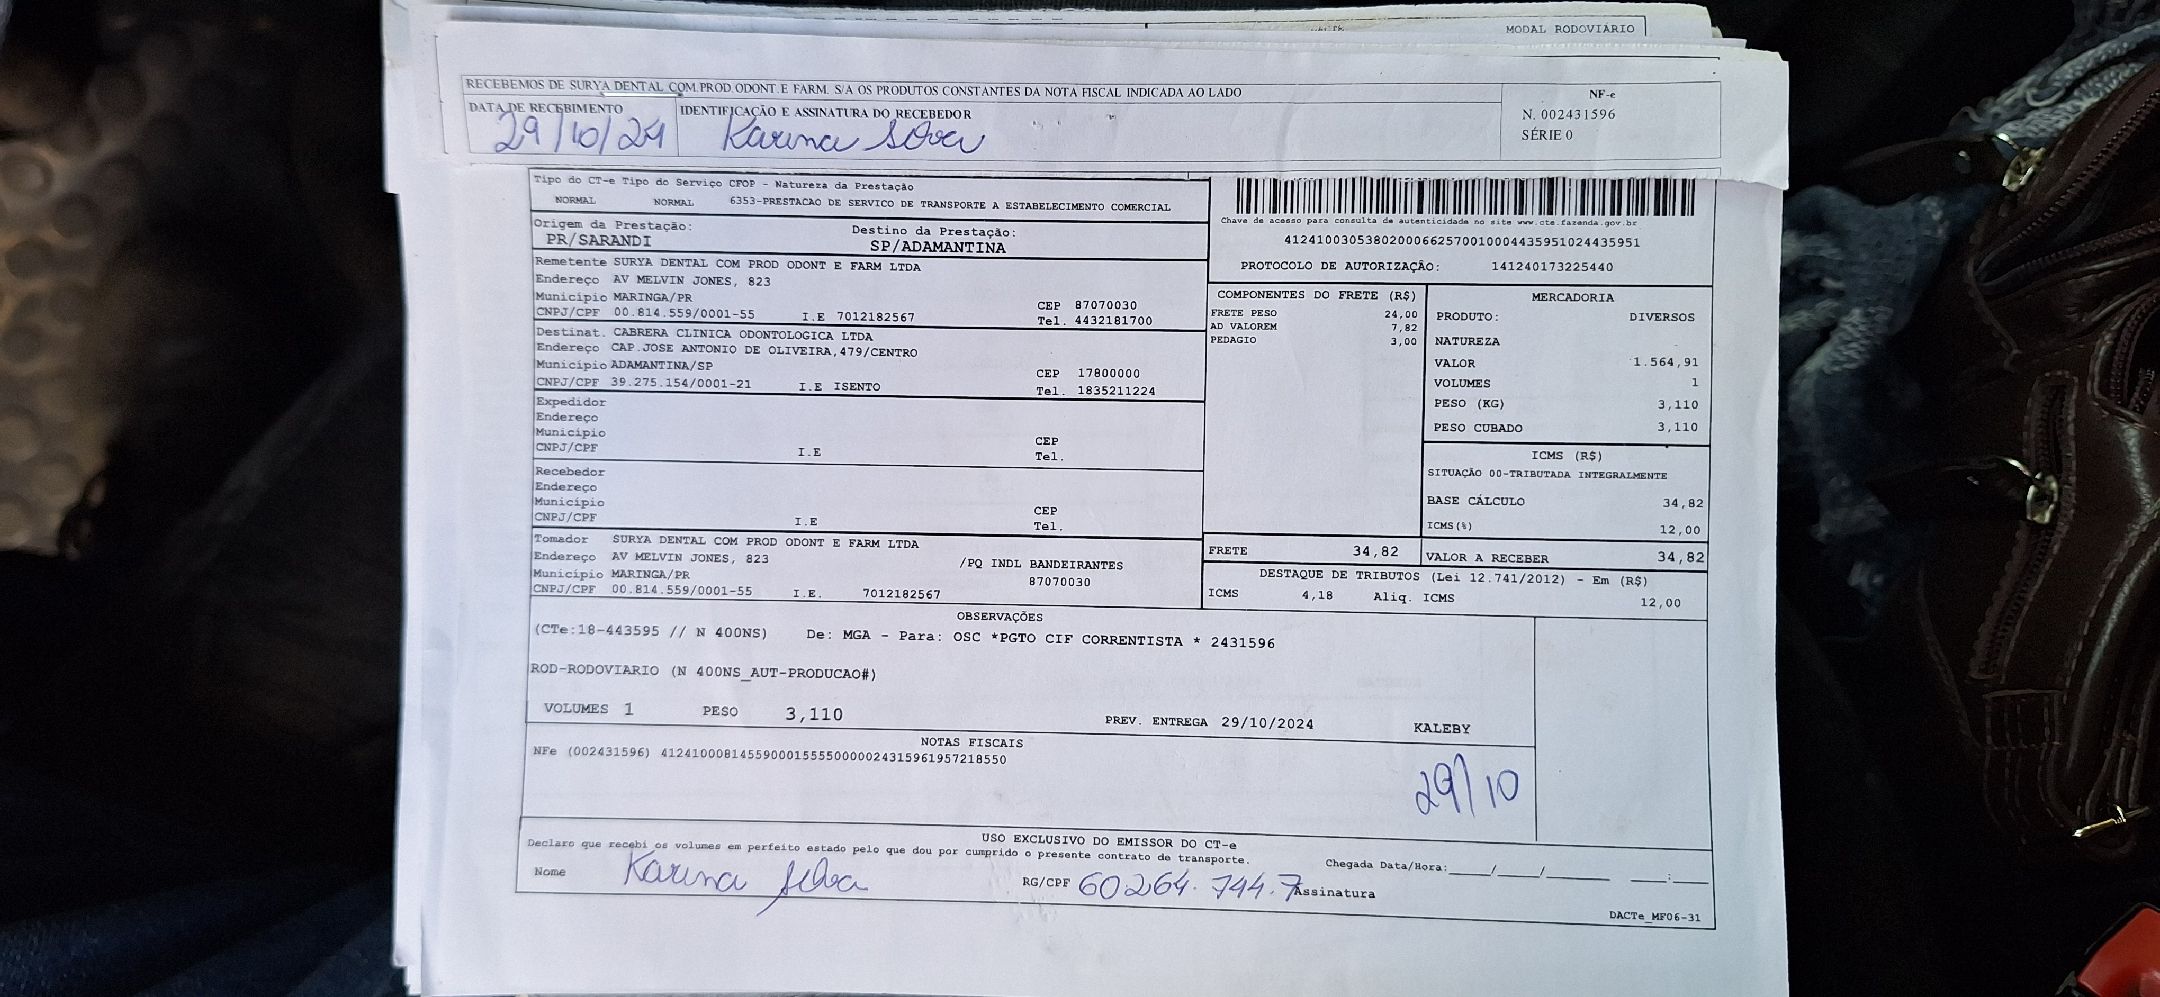 MODAL RODOVIÁRIO
RECEBEMOS DE SURYA DENTAL COM.PROD.ODONT.E FARM. S/A OS PRODUTOS CONSTANTES DA NOTA FISCAL INDICADA AO LADO
NF-e
N. 002431596
SÉRIE 0
DATA DE RECEBIMENTO
29/10/24
IDENTIFICAÇÃO E ASSINATURA DO RECEBEDOR
Karina Silva
Tipo do CT-e Tipo do Serviço CFOP - Natureza da Prestação
NORMAL NORMAL 6353-PRESTACAO DE SERVICO DE TRANSPORTE A ESTABELECIMENTO COMERCIAL
Chave de acesso para consulta de autenticidade no site www.cte.fazenda.gov.br
41241003053802000662570010004435951024435951
PROTOCOLO DE AUTORIZAÇÃO: 141240173225440
Origem da Prestação: Destino da Prestação:
PR/SARANDI SP/ADAMANTINA
Remetente SURYA DENTAL COM PROD ODONT E FARM LTDA
Endereço AV MELVIN JONES, 823
Município MARINGA/PR CEP 87070030
CNPJ/CPF 00.814.559/0001-55 I.E 7012182567 Tel. 4432181700
Destinat. CABRERA CLINICA ODONTOLOGICA LTDA
Endereço CAP.JOSE ANTONIO DE OLIVEIRA,479/CENTRO
Município ADAMANTINA/SP CEP 17800000
CNPJ/CPF 39.275.154/0001-21 I.E ISENTO Tel. 1835211224
Expedidor
Endereço
Município CEP
CNPJ/CPF I.E Tel.
Recebedor
Endereço
Município CEP
CNPJ/CPF I.E Tel.
Tomador SURYA DENTAL COM PROD ODONT E FARM LTDA
Endereço AV MELVIN JONES, 823 /PQ INDL BANDEIRANTES
Município MARINGA/PR 87070030
CNPJ/CPF 00.814.559/0001-55 I.E. 7012182567
COMPONENTES DO FRETE (R$)
FRETE PESO 24,00
AD VALOREM 7,82
PEDAGIO 3,00
MERCADORIA
PRODUTO: DIVERSOS
NATUREZA
VALOR 1.564,91
VOLUMES 1
PESO (KG) 3,110
PESO CUBADO 3,110
ICMS (R$)
SITUAÇÃO 00-TRIBUTADA INTEGRALMENTE
BASE CÁLCULO 34,82
ICMS(%) 12,00
FRETE 34,82 VALOR A RECEBER 34,82
DESTAQUE DE TRIBUTOS (Lei 12.741/2012) - Em (R$)
ICMS 4,18 Aliq. ICMS 12,00
OBSERVAÇÕES
(CTe:18-443595 // N 400NS) De: MGA - Para: OSC *PGTO CIF CORRENTISTA * 2431596
ROD-RODOVIARIO (N 400NS_AUT-PRODUCAO#)
VOLUMES 1 PESO 3,110 PREV. ENTREGA 29/10/2024 KALEBY
NOTAS FISCAIS
NFe (002431596) 41241000814559000155550000024315961957218550
29/10
USO EXCLUSIVO DO EMISSOR DO CT-e
Declaro que recebi os volumes em perfeito estado pelo que dou por cumprido o presente contrato de transporte.
Chegada Data/Hora:____/____/______ ____:____
Nome Karina Silva RG/CPF 60264.744.7 Assinatura
DACTe_MF06-31